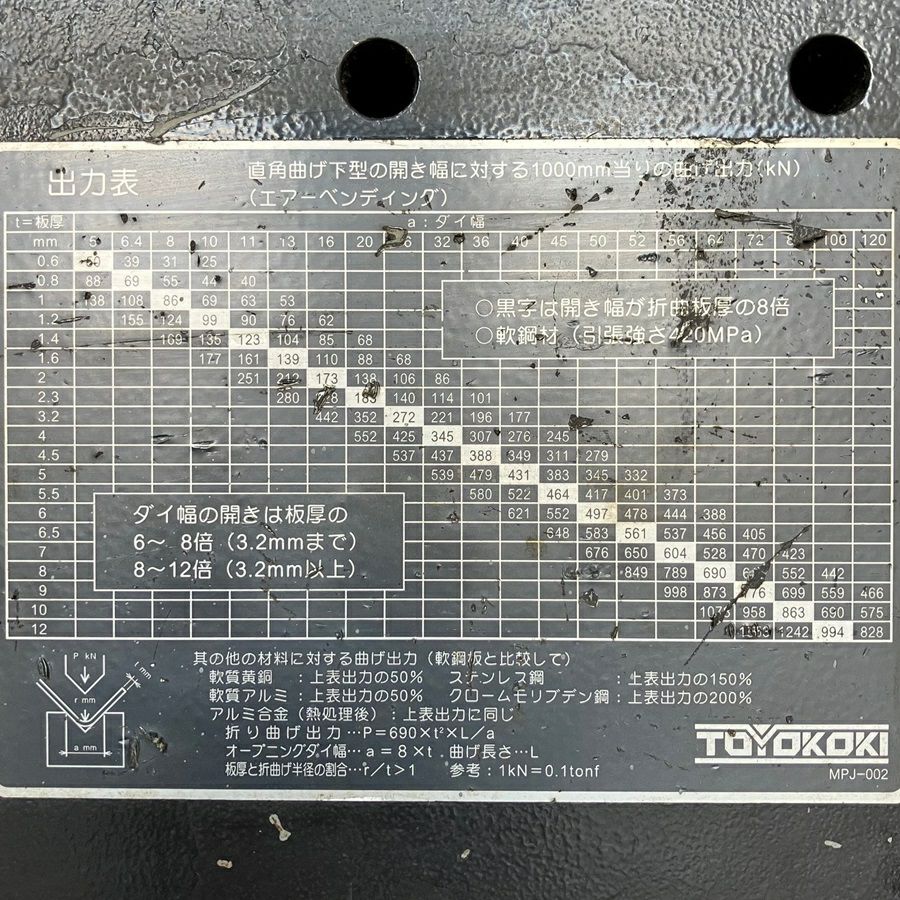 出力表
直角曲げ下型の開き幅に対する1000mm当りの曲げ出力(kN)
(エアーベンディング)
t=板厚 a:ダイ幅
mm 5 6.4 8 10 11 13 16 20 32 36 40 45 50 52 56 64 72 100 120
0.6 50 39 31 25
0.8 88 69 55 44 40
1 138 108 86 69 63 53
1.2 155 124 99 90 76 62
1.4 169 135 123 104 85 68
1.6 177 161 139 110 88 68
2 251 212 173 138 106 86
2.3 280 183 140 114 101
3.2 442 352 272 221 196 177
4 552 425 345 307 276 245
4.5 537 437 388 349 311 279
5 539 479 431 383 345 332
5.5 580 522 464 417 401 373
6 621 552 497 478 444 388
6.5 648 583 561 537 456 405
7 676 650 604 528 470 423
8 849 789 690 552 442
9 998 873 776 699 559 466
10 1076 958 863 690 575
12 1242 994 828
○黒字は開き幅が折曲板厚の8倍
○軟鋼材(引張強さ420MPa)
ダイ幅の開きは板厚の
6〜 8倍(3.2mmまで)
8〜12倍(3.2mm以上)
P kN
t mm
r mm
a mm
其の他の材料に対する曲げ出力(軟鋼板と比較して)
軟質黄銅 :上表出力の50% ステンレス鋼 :上表出力の150%
軟質アルミ:上表出力の50% クロームモリブデン鋼:上表出力の200%
アルミ合金(熱処理後):上表出力に同じ
折り曲げ出力…P=690×t²×L/a
オープニングダイ幅…a=8×t 曲げ長さ…L
板厚と折曲げ半径の割合…r/t>1 参考:1kN=0.1tonf
TOYOKOKI
MPJ-002